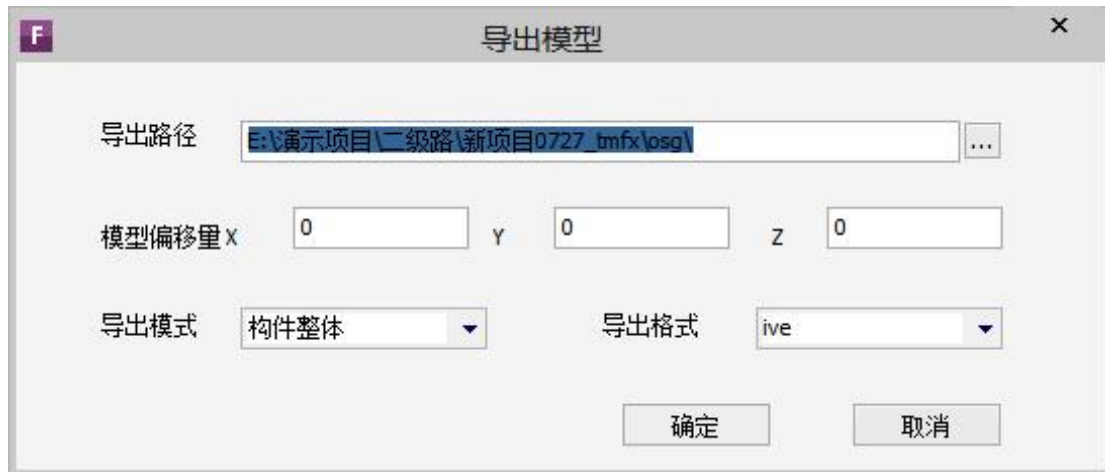 F 导出模型 ×
导出路径 E:\演示项目\二级路\新项目0727_tmfx\osg\ ...
模型偏移量 X 0 Y 0 Z 0
导出模式 构件整体 导出格式 ive
确定 取消